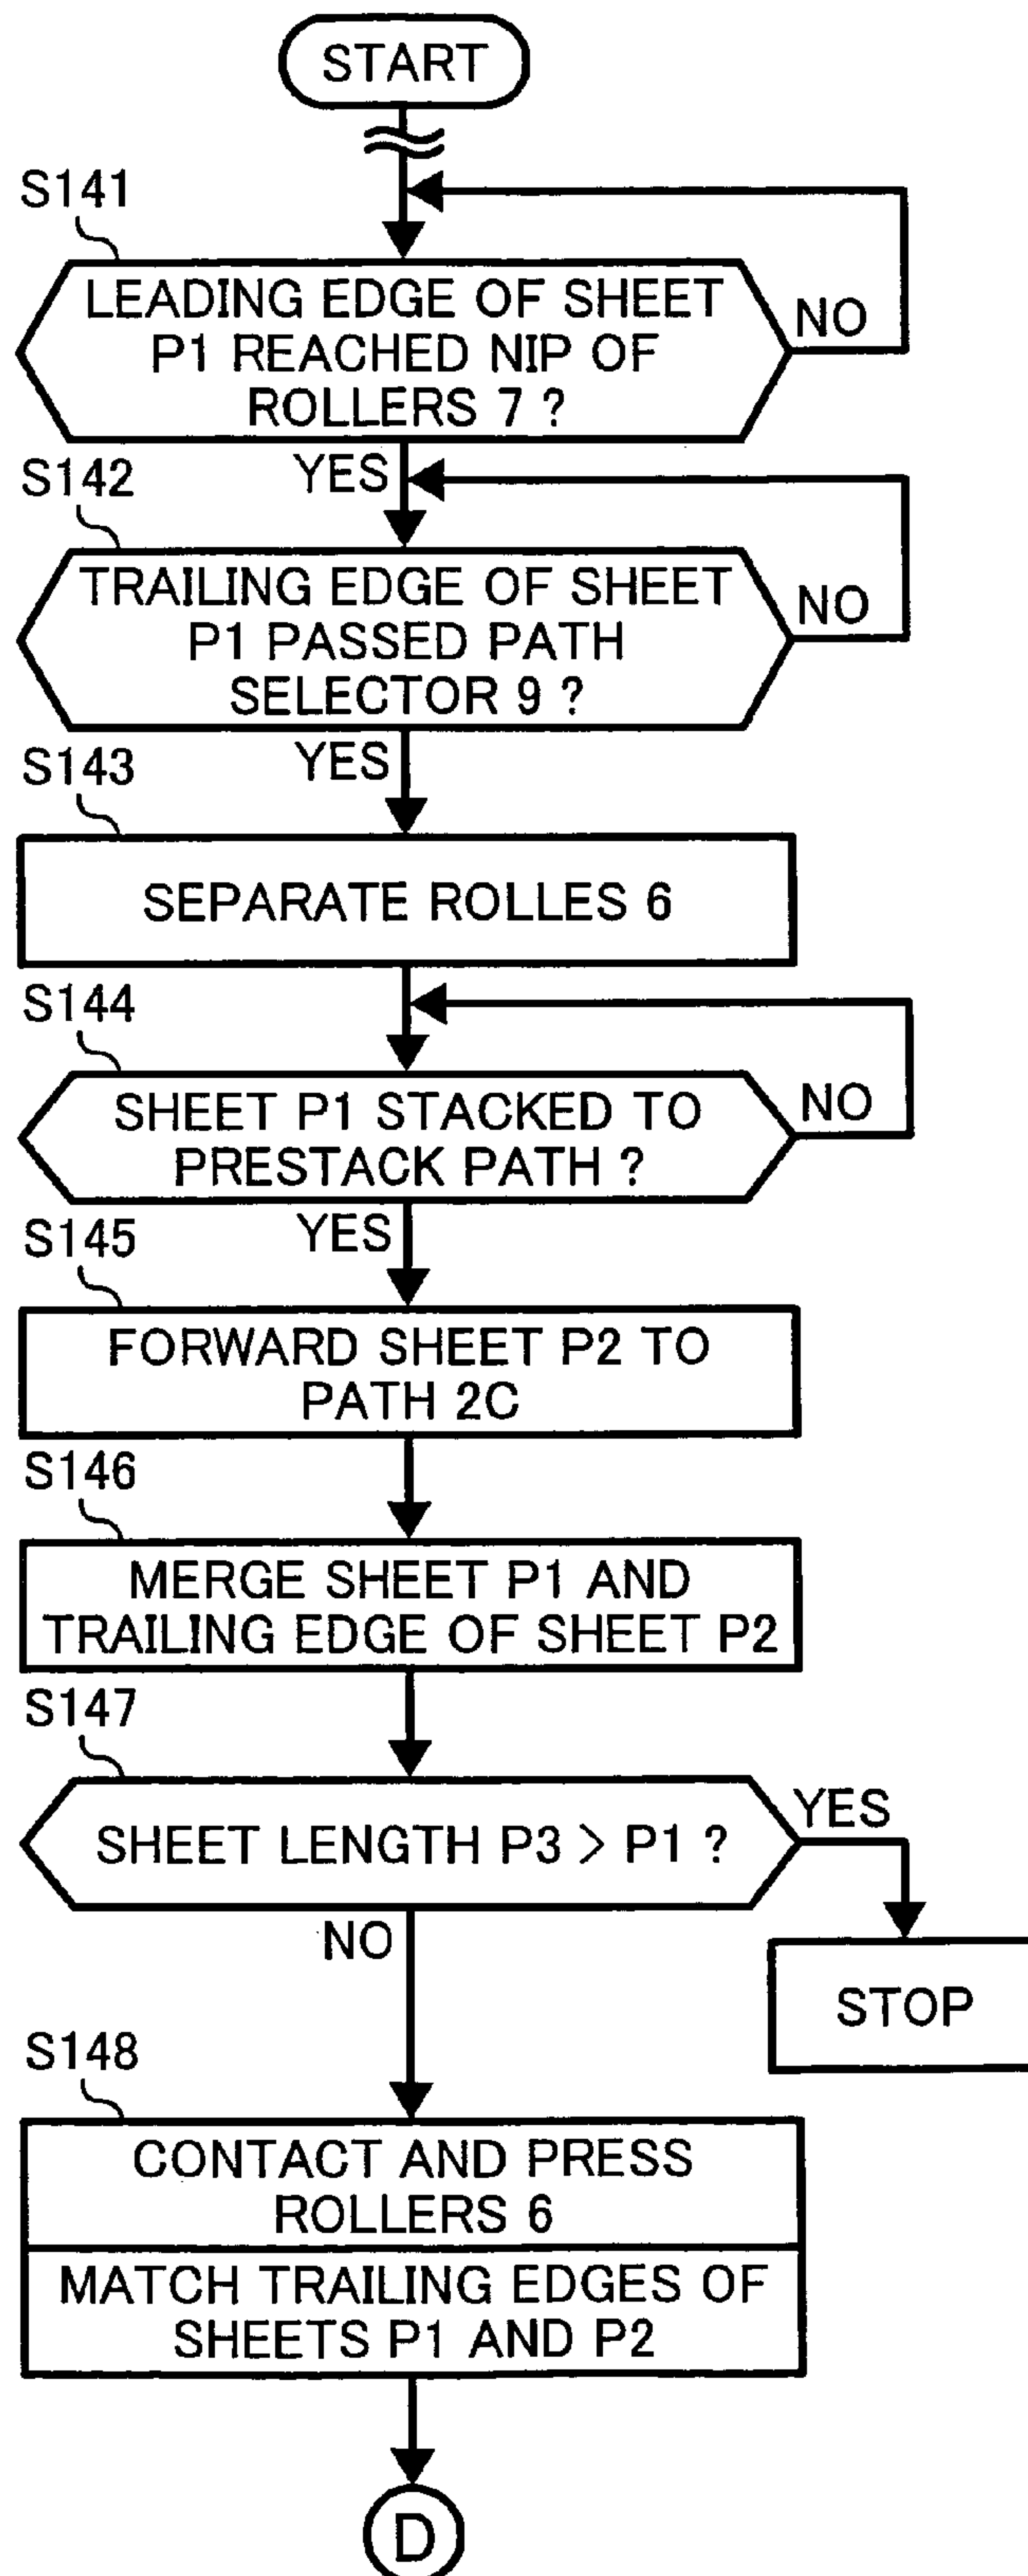 START
S141
LEADING EDGE OF SHEET
P1 REACHED NIP OF
ROLLERS 7 ?
NO
YES
S142
TRAILING EDGE OF SHEET
P1 PASSED PATH
SELECTOR 9 ?
NO
YES
S143
SEPARATE ROLLES 6
S144
SHEET P1 STACKED TO
PRESTACK PATH ?
NO
YES
S145
FORWARD SHEET P2 TO
PATH 2C
S146
MERGE SHEET P1 AND
TRAILING EDGE OF SHEET P2
S147
SHEET LENGTH P3 > P1 ?
YES
NO
STOP
S148
CONTACT AND PRESS
ROLLERS 6
MATCH TRAILING EDGES OF
SHEETS P1 AND P2
D